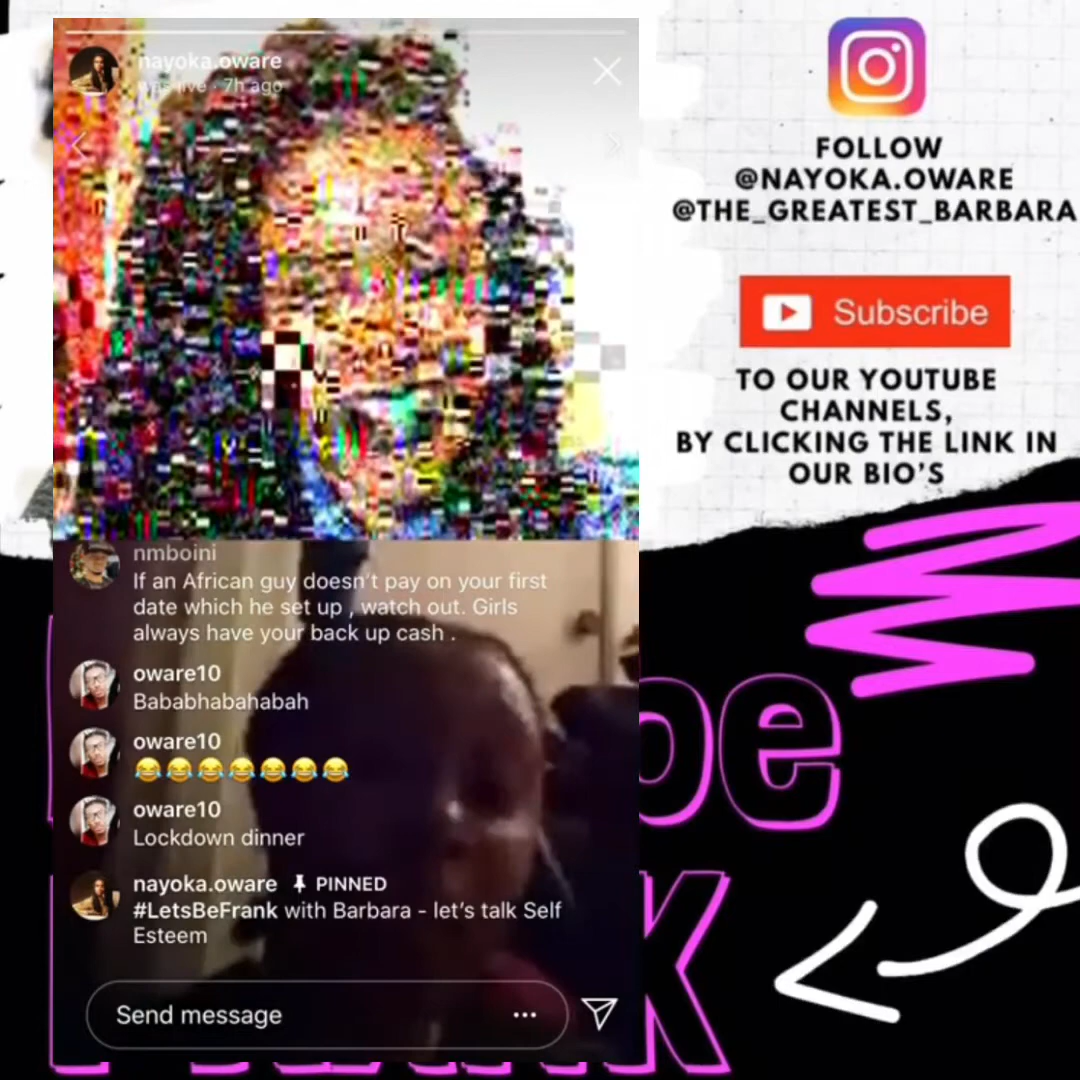 nayoka.oware
was live · 7h ago
nmboini
If an African guy doesn't pay on your first
date which he set up , watch out. Girls
always have your back up cash .
oware10
Bababhabahabah
oware10
😂😂😂😂😂😂😂
oware10
Lockdown dinner
nayoka.oware PINNED
#LetsBeFrank with Barbara - let's talk Self
Esteem
Send message
FOLLOW
@NAYOKA.OWARE
@THE_GREATEST_BARBARA
Subscribe
TO OUR YOUTUBE
CHANNELS,
BY CLICKING THE LINK IN
OUR BIO'S
be